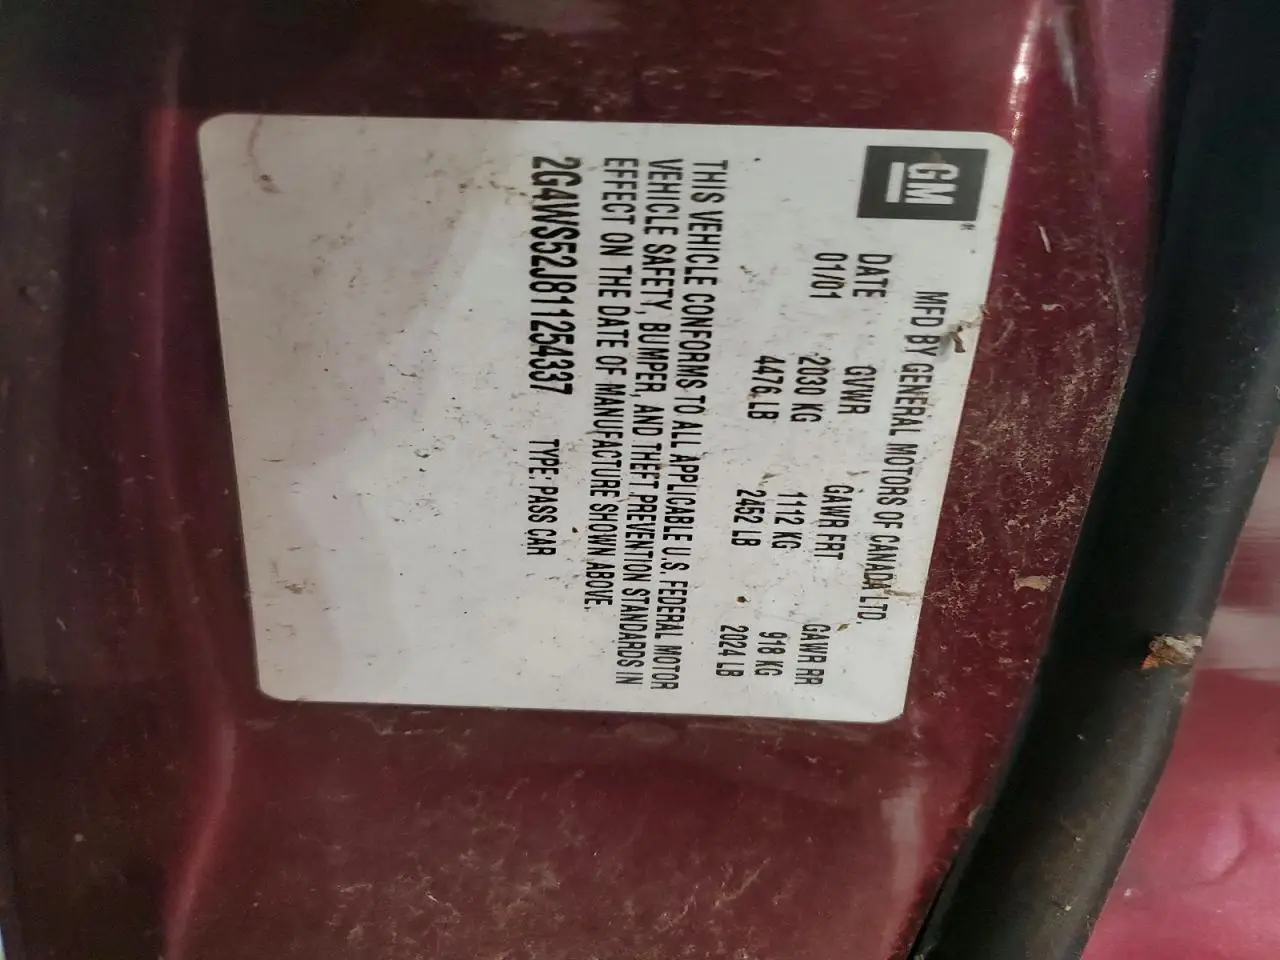 GM®
MFD BY GENERAL MOTORS OF CANADA LTD.
DATE GVWR GAWR FRT GAWR RR
01/01 2030 KG 1112 KG 918 KG
4476 LB 2452 LB 2024 LB
THIS VEHICLE CONFORMS TO ALL APPLICABLE U.S. FEDERAL MOTOR
VEHICLE SAFETY, BUMPER, AND THEFT PREVENTION STANDARDS IN
EFFECT ON THE DATE OF MANUFACTURE SHOWN ABOVE.
2G4WS52J811254337 TYPE: PASS CAR